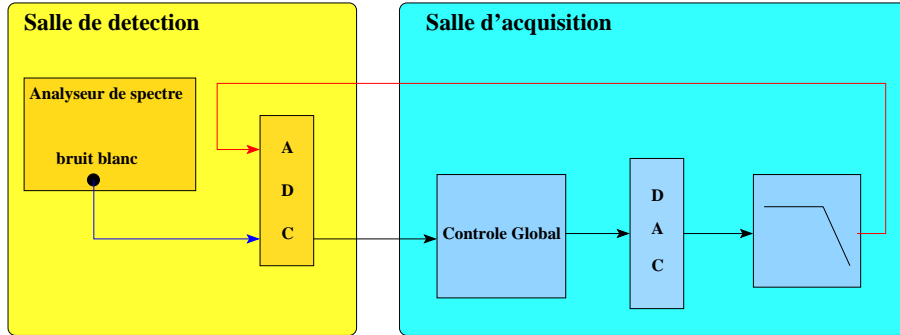 Salle de detection
Salle d'acquisition
Analyseur de spectre
bruit blanc
A
D
C
Controle Global
D
A
C